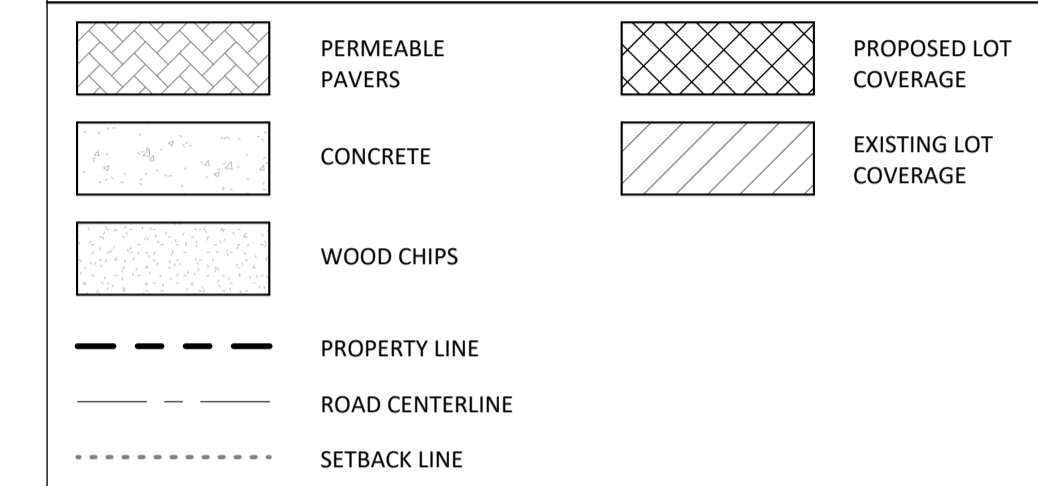 PERMEABLE
PAVERS
CONCRETE
WOOD CHIPS
PROPERTY LINE
ROAD CENTERLINE
SETBACK LINE
PROPOSED LOT
COVERAGE
EXISTING LOT
COVERAGE